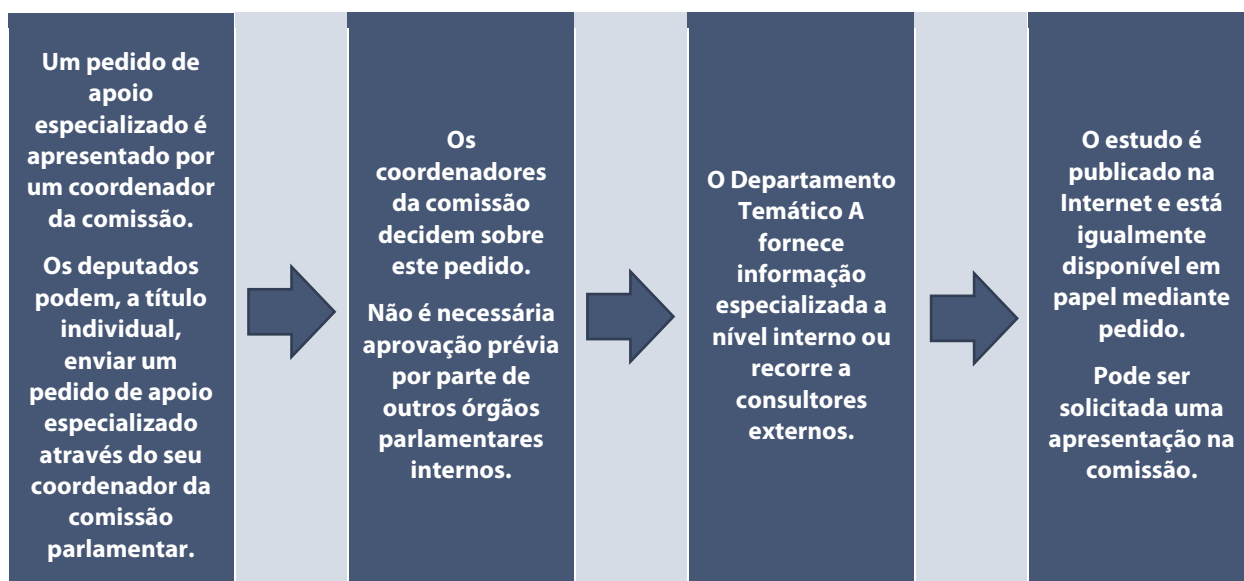 Um pedido de
apoio
especializado é
apresentado por
um coordenador
da comissão.
Os deputados
podem, a título
individual,
enviar um
pedido de apoio
especializado
através do seu
coordenador da
comissão
parlamentar.
Os
coordenadores
da comissão
decidem sobre
este pedido.
Não é necessária
aprovação prévia
por parte de
outros órgãos
parlamentares
internos.
O Departamento
Temático A
fornece
informação
especializada a
nível interno ou
recorre a
consultores
externos.
O estudo é
publicado na
Internet e está
igualmente
disponível em
papel mediante
pedido.
Pode ser
solicitada uma
apresentação na
comissão.